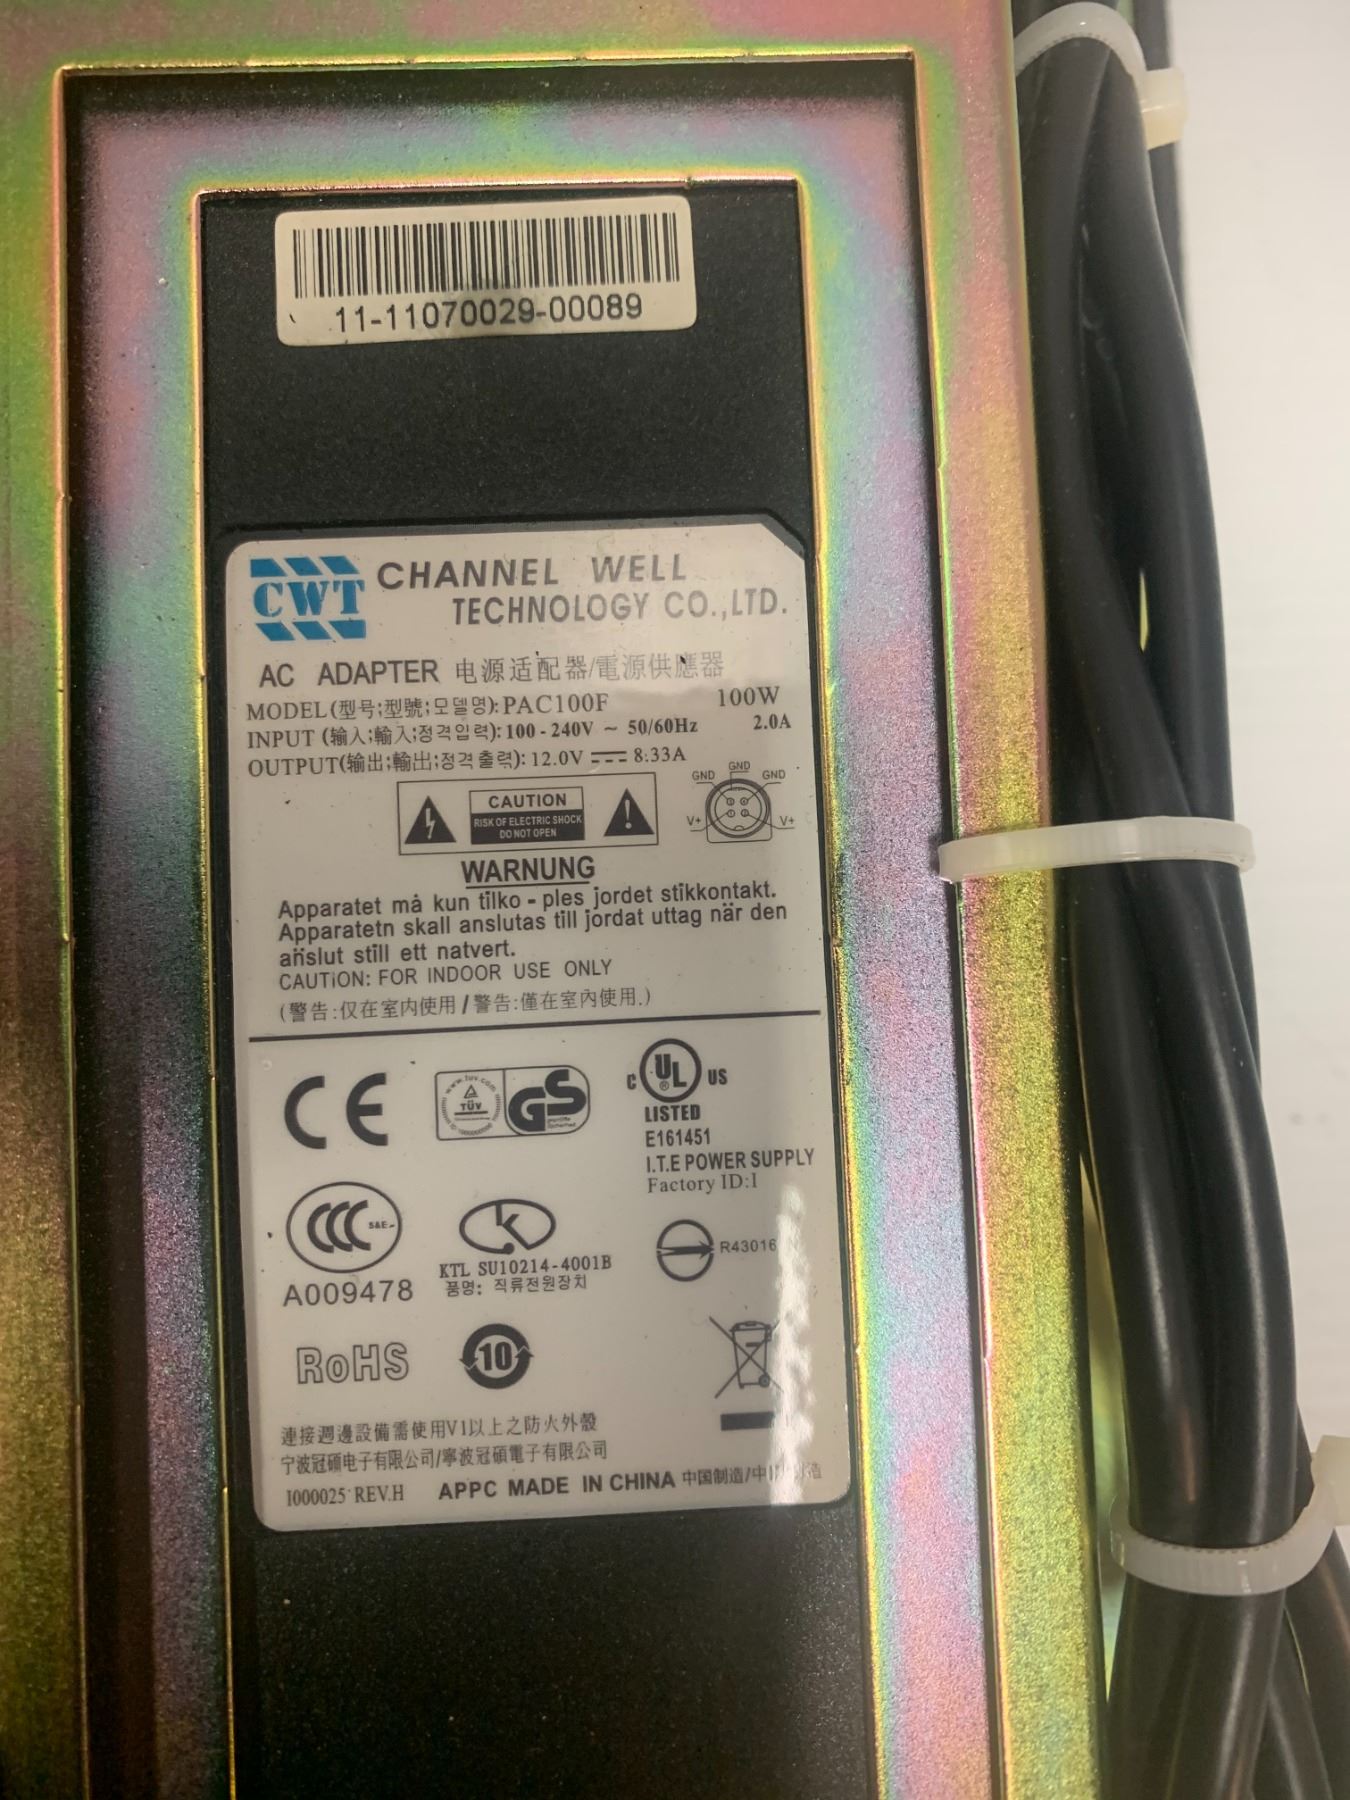 11-11070029-00089
CWT
CHANNEL WELL
TECHNOLOGY CO.,LTD.
AC ADAPTER 电源适配器/電源供應器
MODEL(型号;型號;모델명):PAC100F 100W
INPUT (输入;輸入;정격입력):100-240V ~ 50/60Hz 2.0A
OUTPUT(输出;輸出;정격출력):12.0V ⎓ 8.33A
CAUTION
RISK OF ELECTRIC SHOCK
DO NOT OPEN
GND GND GND
V+ V+
WARNUNG
Apparatet må kun tilko - ples jordet stikkontakt.
Apparatetn skall anslutas till jordat uttag när den
anslut still ett natvert.
CAUTION: FOR INDOOR USE ONLY
(警告:仅在室内使用/警告:僅在室內使用.)
CE
www.tuv.com
TÜV
GS
geprüfte
Sicherheit
C UL ® US
LISTED
E161451
I.T.E POWER SUPPLY
Factory ID:I
CCC S&E
A009478
KTL SU10214-4001B
품명: 직류전원장치
R43016
RoHS
10
連接週邊設備需使用V1以上之防火外殼
宁波冠硕电子有限公司/寧波冠碩電子有限公司
I000025 REV.H APPC MADE IN CHINA 中国制造/中